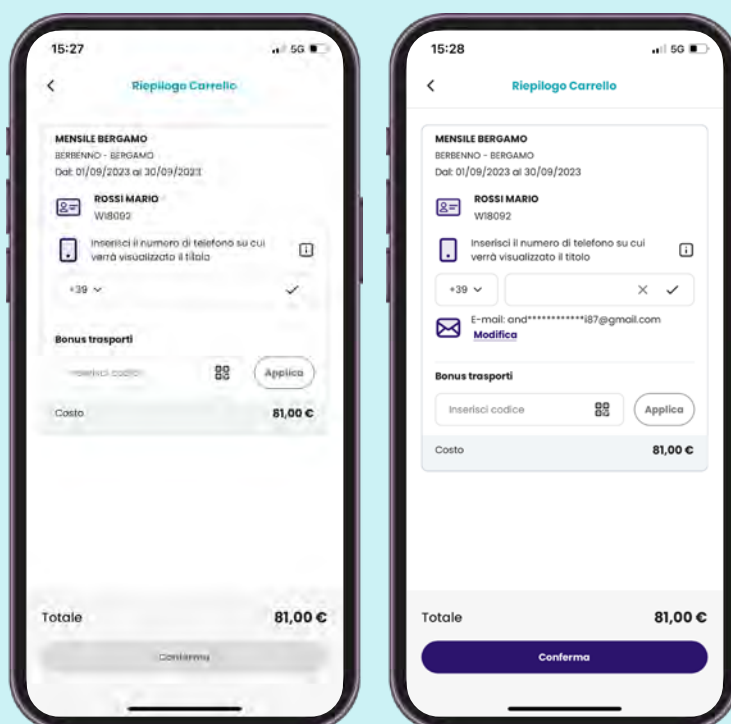 15:27
5G
Riepilogo Carrello
MENSILE BERGAMO
BERBENNO - BERGAMO
Dal: 01/09/2023 al 30/09/2023
ROSSI MARIO
WI8092
Inserisci il numero di telefono su cui
verrà visualizzato il titolo
+39
Bonus trasporti
Inserisci codice
Applica
Costo 81,00 €
Totale 81,00 €
Conferma
15:28
5G
Riepilogo Carrello
MENSILE BERGAMO
BERBENNO - BERGAMO
Dal: 01/09/2023 al 30/09/2023
ROSSI MARIO
WI8092
Inserisci il numero di telefono su cui
verrà visualizzato il titolo
+39
E-mail: and************i87@gmail.com
Modifica
Bonus trasporti
Inserisci codice
Applica
Costo 81,00 €
Totale 81,00 €
Conferma